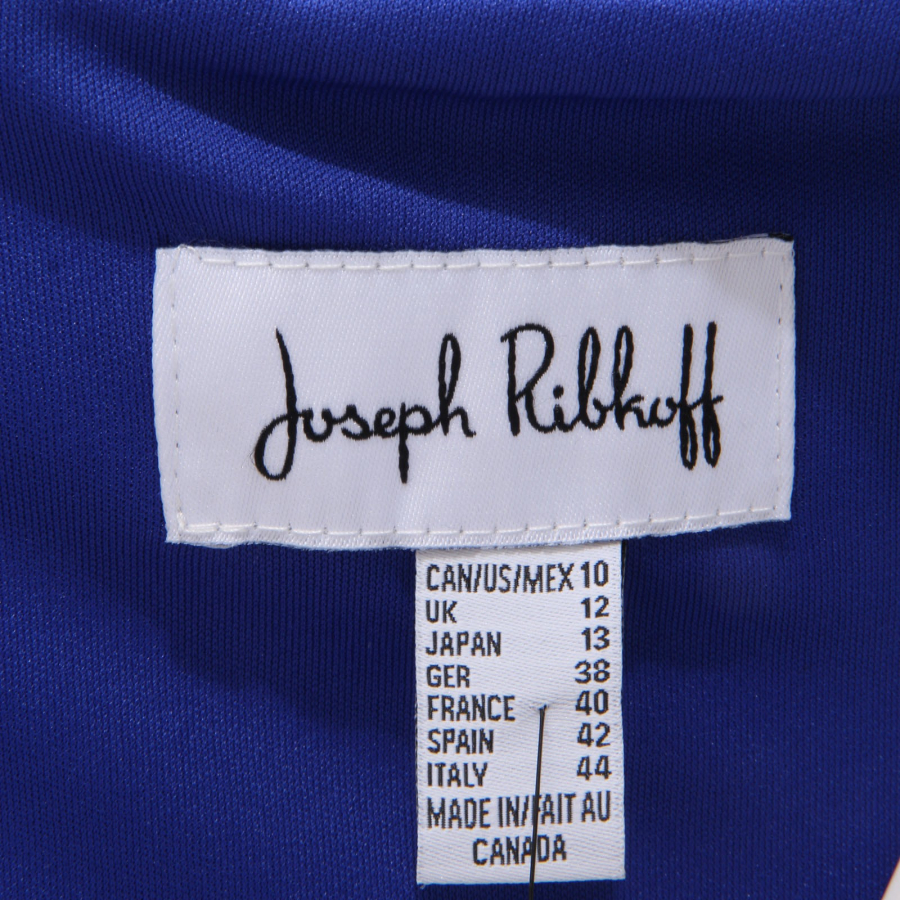 Joseph Ribkoff
CAN/US/MEX 10
UK 12
JAPAN 13
GER 38
FRANCE 40
SPAIN 42
ITALY 44
MADE IN/FAIT AU
CANADA